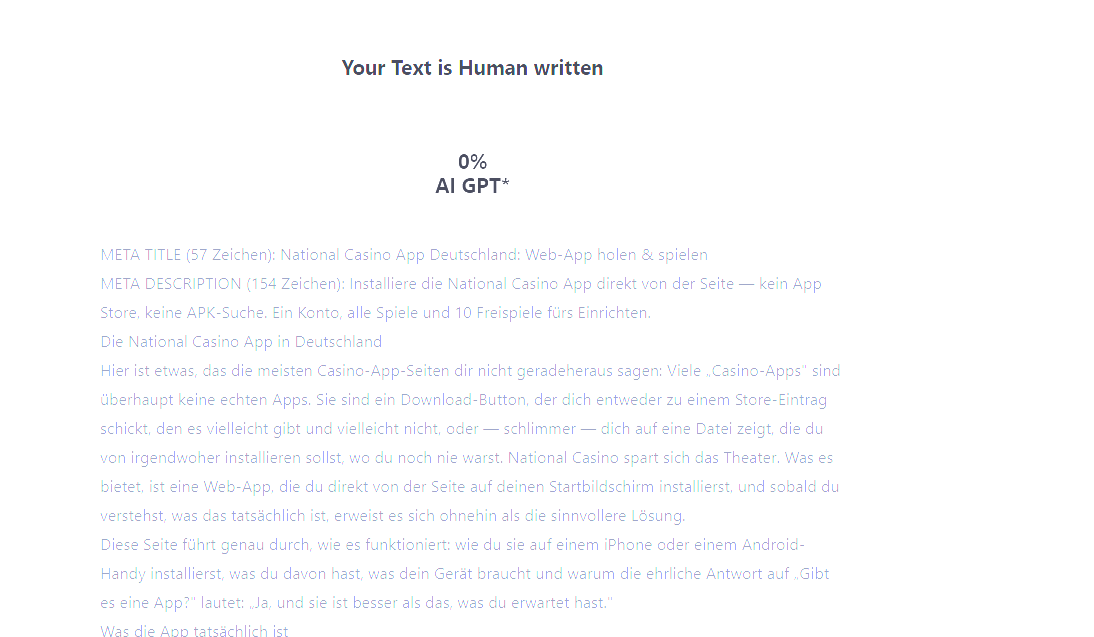 Your Text is Human written
0%
AI GPT*
META TITLE (57 Zeichen): National Casino App Deutschland: Web-App holen & spielen
META DESCRIPTION (154 Zeichen): Installiere die National Casino App direkt von der Seite — kein App
Store, keine APK-Suche. Ein Konto, alle Spiele und 10 Freispiele fürs Einrichten.
Die National Casino App in Deutschland
Hier ist etwas, das die meisten Casino-App-Seiten dir nicht geradeheraus sagen: Viele „Casino-Apps" sind
überhaupt keine echten Apps. Sie sind ein Download-Button, der dich entweder zu einem Store-Eintrag
schickt, den es vielleicht gibt und vielleicht nicht, oder — schlimmer — dich auf eine Datei zeigt, die du
von irgendwoher installieren sollst, wo du noch nie warst. National Casino spart sich das Theater. Was es
bietet, ist eine Web-App, die du direkt von der Seite auf deinen Startbildschirm installierst, und sobald du
verstehst, was das tatsächlich ist, erweist es sich ohnehin als die sinnvollere Lösung.
Diese Seite führt genau durch, wie es funktioniert: wie du sie auf einem iPhone oder einem Android-
Handy installierst, was du davon hast, was dein Gerät braucht und warum die ehrliche Antwort auf „Gibt
es eine App?" lautet: „Ja, und sie ist besser als das, was du erwartet hast."
Was die App tatsächlich ist